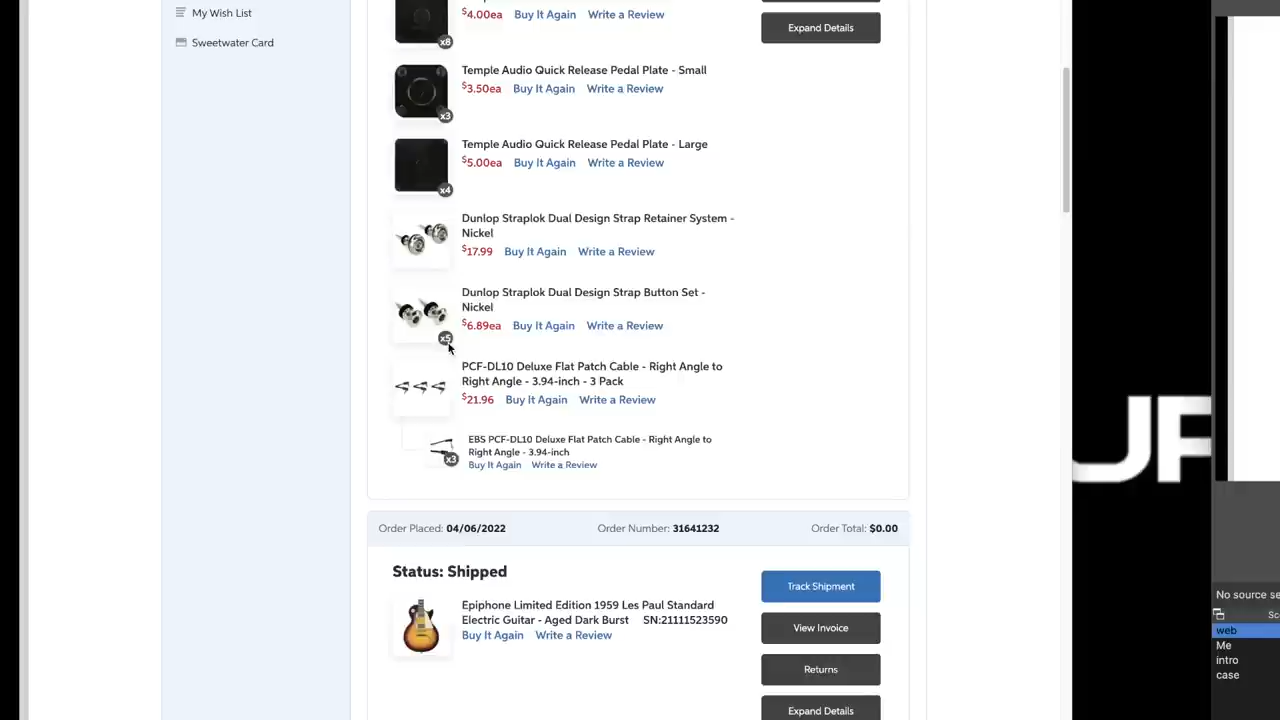 My Wish List
Sweetwater Card
$4.00ea Buy It Again Write a Review
x8
Expand Details
Temple Audio Quick Release Pedal Plate - Small
$3.50ea Buy It Again Write a Review
x3
Temple Audio Quick Release Pedal Plate - Large
$5.00ea Buy It Again Write a Review
x4
Dunlop Straplok Dual Design Strap Retainer System -
Nickel
$17.99 Buy It Again Write a Review
Dunlop Straplok Dual Design Strap Button Set -
Nickel
$6.89ea Buy It Again Write a Review
x5
PCF-DL10 Deluxe Flat Patch Cable - Right Angle to
Right Angle - 3.94-inch - 3 Pack
$21.96 Buy It Again Write a Review
EBS PCF-DL10 Deluxe Flat Patch Cable - Right Angle to
Right Angle - 3.94-inch
x3
Buy It Again Write a Review
Order Placed: 04/06/2022 Order Number: 31641232 Order Total: $0.00
Status: Shipped
Track Shipment
Epiphone Limited Edition 1959 Les Paul Standard
Electric Guitar - Aged Dark Burst SN:21111523590
Buy It Again Write a Review
View Invoice
Returns
Expand Details
No source se
Sc
web
Me
intro
case